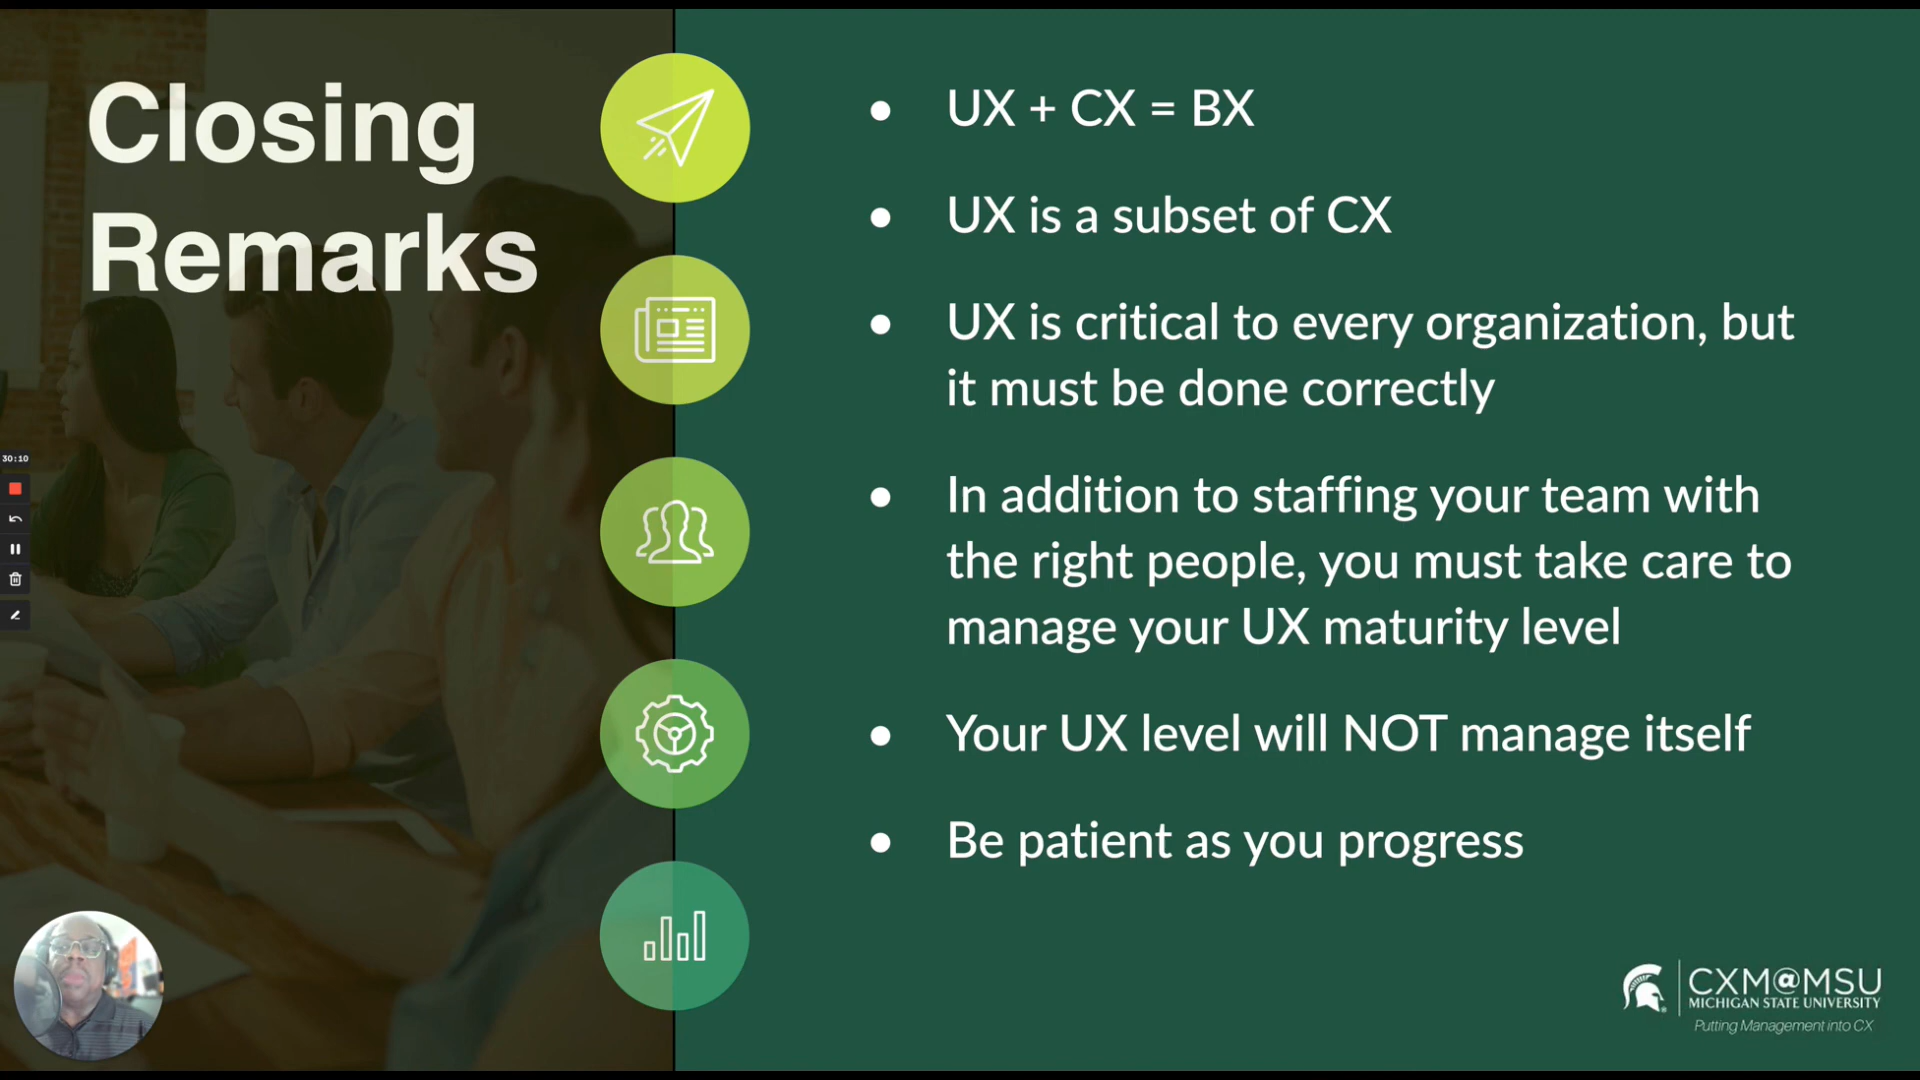 Closing
Remarks
• UX + CX = BX
• UX is a subset of CX
• UX is critical to every organization, but
it must be done correctly
• In addition to staffing your team with
the right people, you must take care to
manage your UX maturity level
• Your UX level will NOT manage itself
• Be patient as you progress
30:10
CXM@MSU
MICHIGAN STATE UNIVERSITY
Putting Management into CX